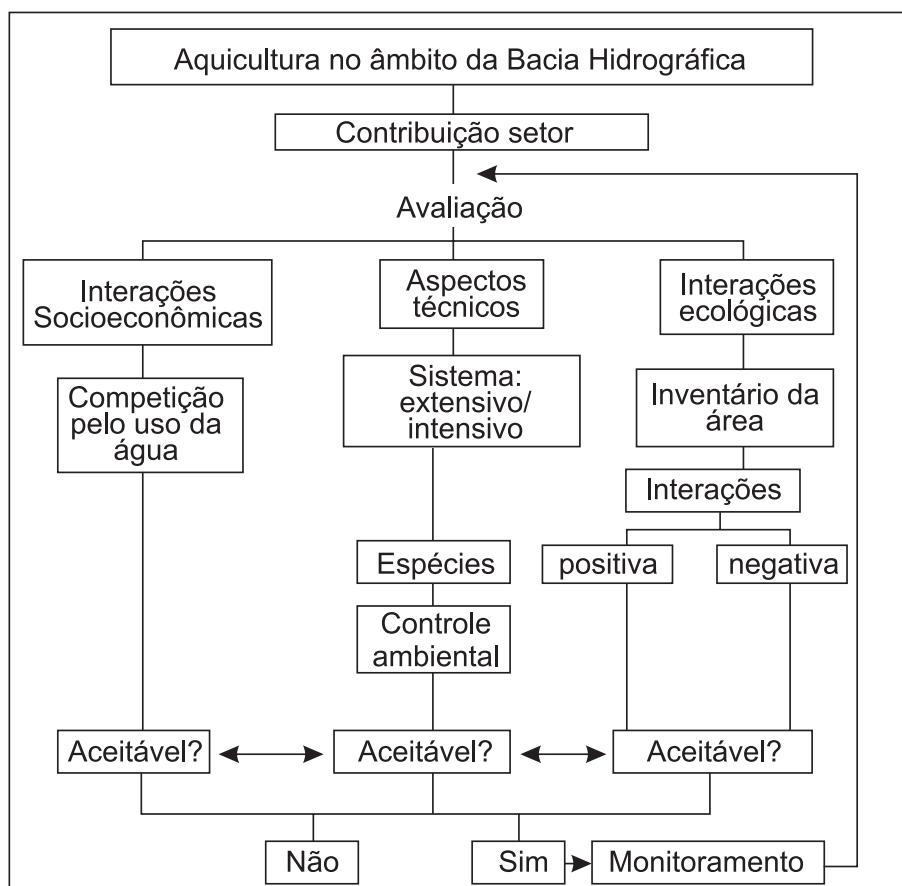 Aquicultura no âmbito da Bacia Hidrográfica
Contribuição setor
Avaliação
Interações
Socioeconômicas
Aspectos
técnicos
Interações
ecológicas
Competição
pelo uso da
água
Sistema:
extensivo/
intensivo
Inventário da
área
Interações
Espécies
positiva
negativa
Controle
ambiental
Aceitável?
Aceitável?
Aceitável?
Não
Sim
Monitoramento